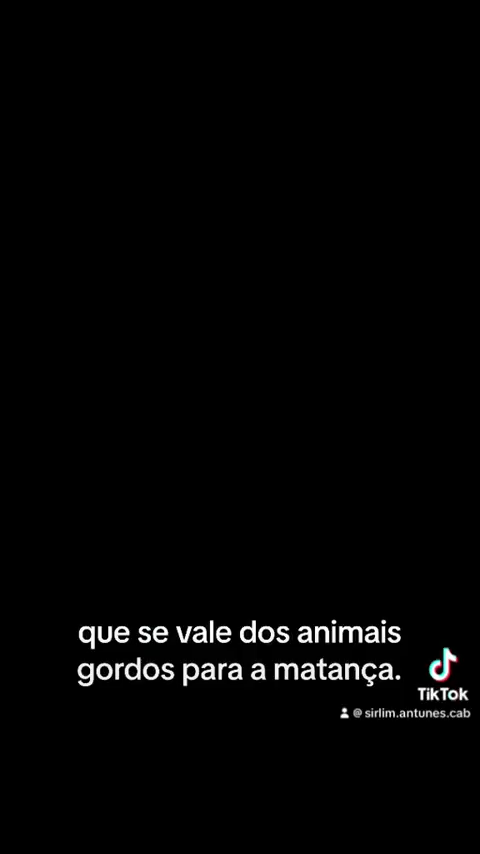 que se vale dos animais
gordos para a matança.
TikTok
@ sirlim.antunes.cab